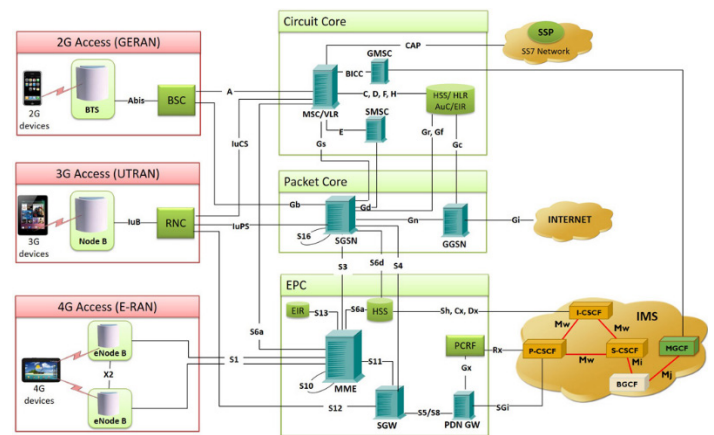 2G Access (GERAN)
2G
devices
BTS
Abis
BSC
3G Access (UTRAN)
3G
devices
Node B
IuB
RNC
4G Access (E-RAN)
4G
devices
eNode B
X2
eNode B
A
IuCS
Gb
IuPS
S6a
S1
S12
Circuit Core
MSC/VLR
BICC
GMSC
CAP
C, D, F, H
E
SMSC
Gs
HSS/ HLR
AuC/EIR
Gr, Gf
Gc
SSP
SS7 Network
Packet Core
SGSN
S16
Gd
Gn
GGSN
Gi
INTERNET
S3
S6d
S4
EPC
EIR
S13
S6a
HSS
Sh, Cx, Dx
MME
S10
S11
SGW
S5/S8
PCRF
Gx
PDN GW
Rx
SGi
IMS
I-CSCF
Mw
Mw
P-CSCF
Mw
S-CSCF
Mi
BGCF
Mj
MGCF